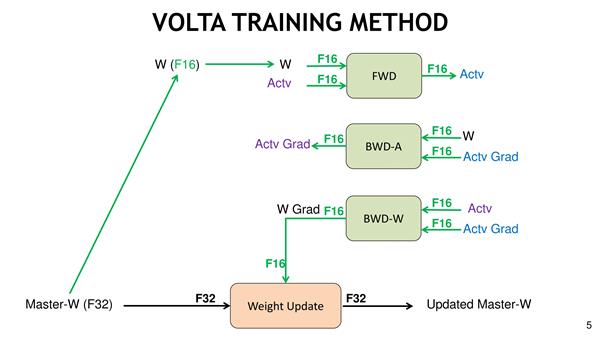 VOLTA TRAINING METHOD
W (F16) W F16 FWD F16 Actv
Actv F16
Actv Grad F16 BWD-A F16 W
F16 Actv Grad
W Grad F16 BWD-W F16 Actv
F16 Actv Grad
F16
Master-W (F32) F32 Weight Update F32 Updated Master-W
5